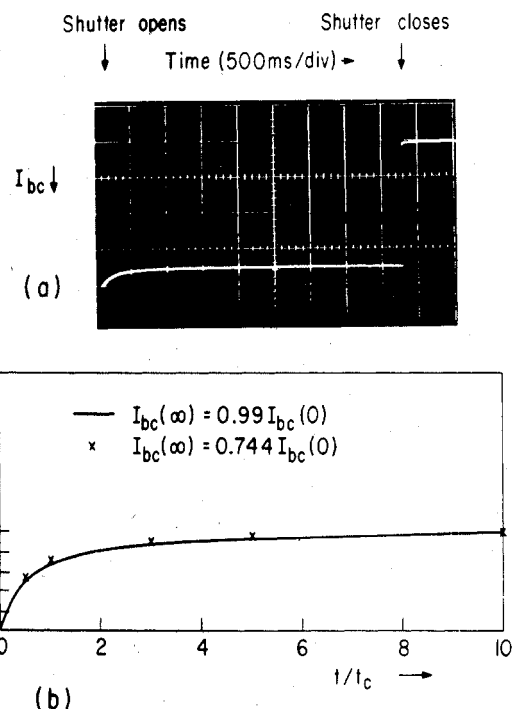 Shutter opens
Shutter closes
Time (500ms/div) →
I_bc ↓
(a)
— I_bc(∞) = 0.99 I_bc(0)
x I_bc(∞) = 0.744 I_bc(0)
0 2 4 6 8 10
t/t_c →
(b)